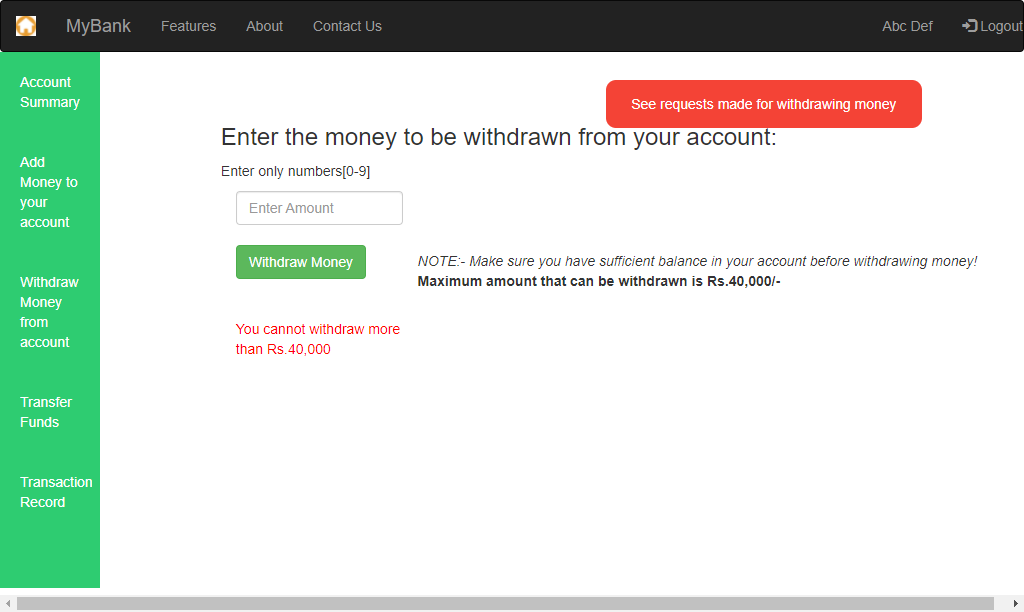 MyBank Features About Contact Us Abc Def Logout
Account
Summary
Add
Money to
your
account
Withdraw
Money
from
account
Transfer
Funds
Transaction
Record
See requests made for withdrawing money
Enter the money to be withdrawn from your account:
Enter only numbers[0-9]
Enter Amount
Withdraw Money
NOTE:- Make sure you have sufficient balance in your account before withdrawing money!
Maximum amount that can be withdrawn is Rs.40,000/-
You cannot withdraw more
than Rs.40,000